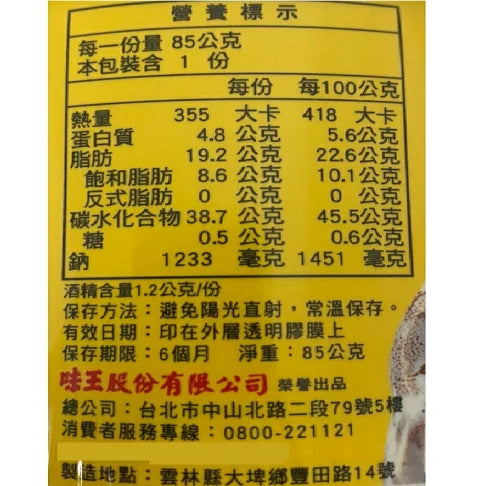 營養標示
每一份量 85公克
本包裝含 1 份
每份 每100公克
熱量 355 大卡 418 大卡
蛋白質 4.8 公克 5.6公克
脂肪 19.2 公克 22.6公克
飽和脂肪 8.6 公克 10.1公克
反式脂肪 0 公克 0 公克
碳水化合物 38.7 公克 45.5公克
糖 0.5 公克 0.6公克
鈉 1233 毫克 1451 毫克
酒精含量1.2公克/份
保存方法：避免陽光直射，常溫保存。
有效日期：印在外層透明膠膜上
保存期限：6個月 淨重：85公克
味王股份有限公司 榮譽出品
總公司：台北市中山北路二段79號5樓
消費者服務專線：0800-221121
製造地點：雲林縣大埤鄉豐田路14號